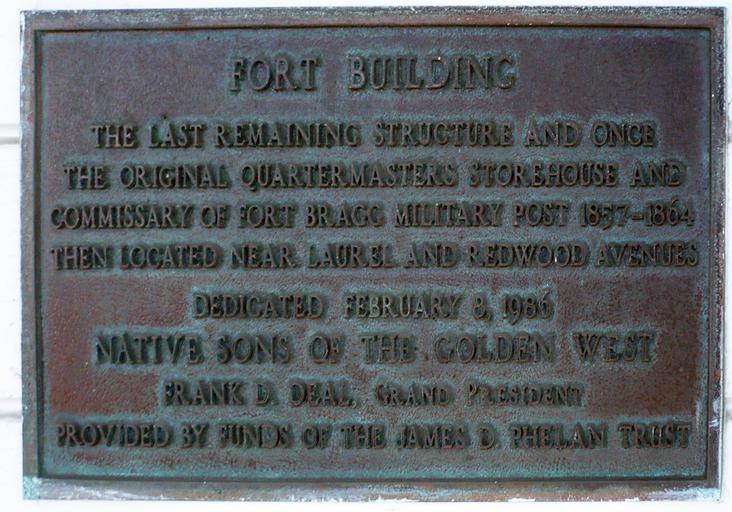 FORT BUILDING
THE LAST REMAINING STRUCTURE AND ONCE
THE ORIGINAL QUARTERMASTERS STOREHOUSE AND
COMMISSARY OF FORT BRAGG MILITARY POST 1857-1864
THEN LOCATED NEAR LAUREL AND REDWOOD AVENUES
DEDICATED FEBRUARY 8, 1986
NATIVE SONS OF THE GOLDEN WEST
FRANK D. DEAL, GRAND PRESIDENT
PROVIDED BY FUNDS OF THE JAMES D. PHELAN TRUST